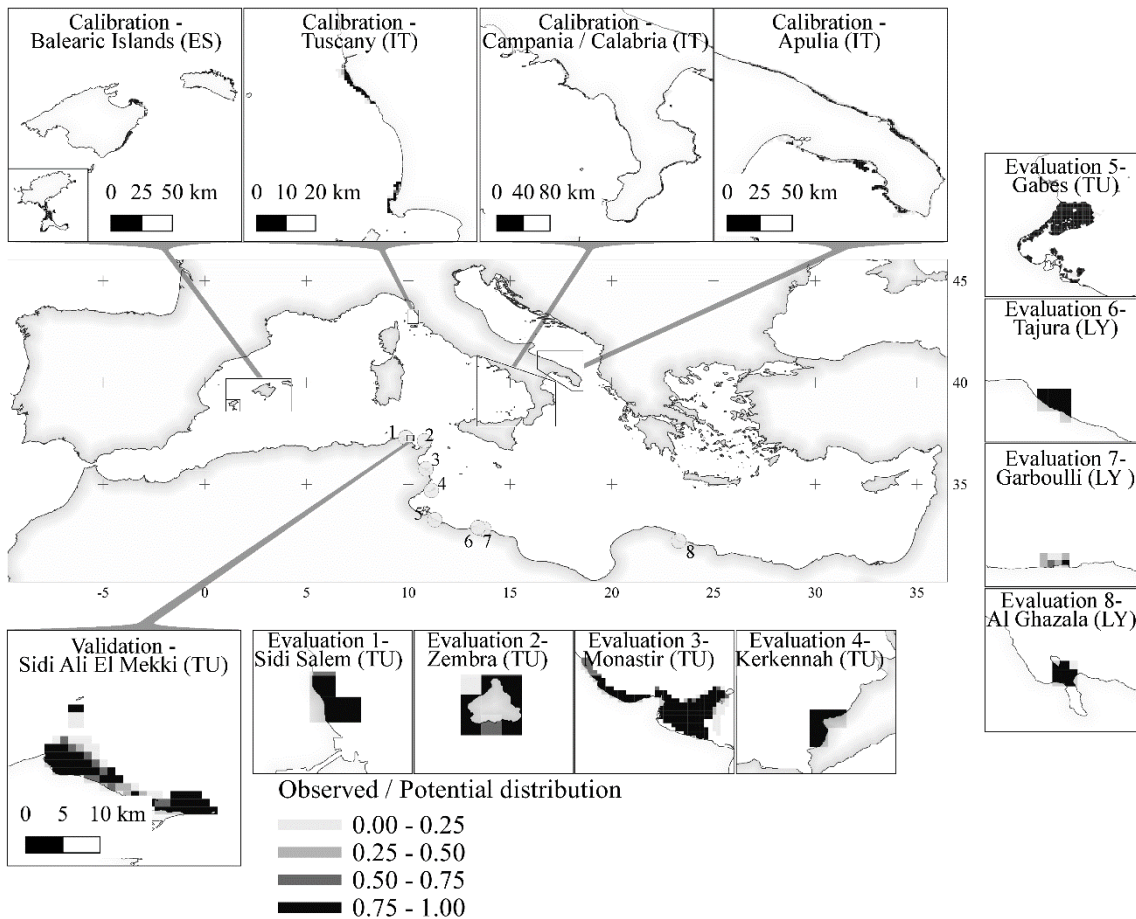 Calibration -
Balearic Islands (ES)
0 25 50 km
Calibration -
Tuscany (IT)
0 10 20 km
Calibration -
Campania / Calabria (IT)
0 40 80 km
Calibration -
Apulia (IT)
0 25 50 km
Evaluation 5-
Gabes (TU)
Evaluation 6-
Tajura (LY)
Evaluation 7-
Garboulli (LY)
Evaluation 8-
Al Ghazala (LY)
45
40
35
1
2
3
4
5
6 7
8
-5 0 5 10 15 20 25 30 35
Validation -
Sidi Ali El Mekki (TU)
0 5 10 km
Evaluation 1-
Sidi Salem (TU)
Evaluation 2-
Zembra (TU)
Evaluation 3-
Monastir (TU)
Evaluation 4-
Kerkennah (TU)
Observed / Potential distribution
0.00 - 0.25
0.25 - 0.50
0.50 - 0.75
0.75 - 1.00